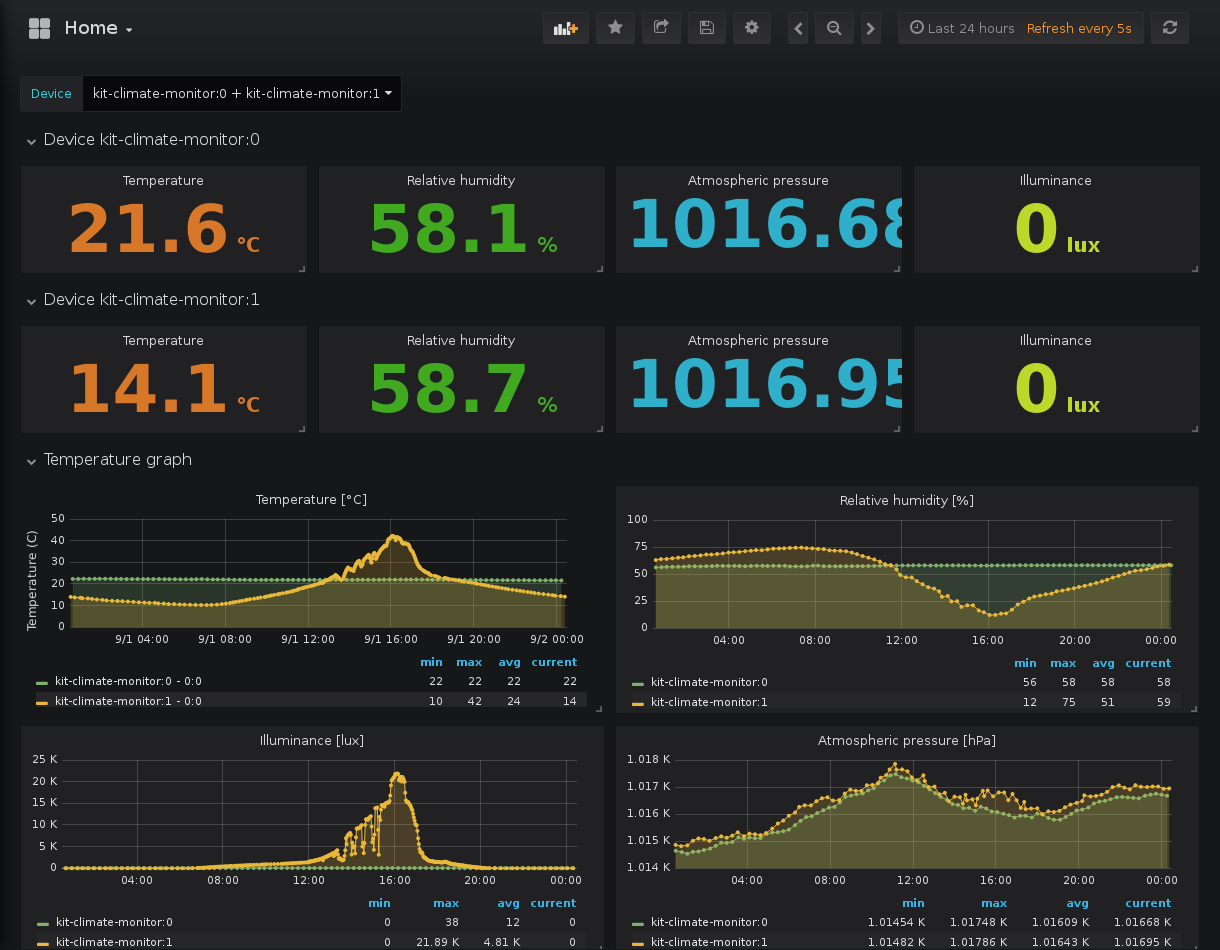 Home
Last 24 hours Refresh every 5s
Device kit-climate-monitor:0 + kit-climate-monitor:1
Device kit-climate-monitor:0
Temperature
21.6 °C
Relative humidity
58.1 %
Atmospheric pressure
1016.68
Illuminance
0 lux
Device kit-climate-monitor:1
Temperature
14.1 °C
Relative humidity
58.7 %
Atmospheric pressure
1016.95
Illuminance
0 lux
Temperature graph
Temperature [°C]
Temperature (C)
50
40
30
20
10
0
9/1 04:00 9/1 08:00 9/1 12:00 9/1 16:00 9/1 20:00 9/2 00:00
min max avg current
kit-climate-monitor:0 - 0:0 22 22 22 22
kit-climate-monitor:1 - 0:0 10 42 24 14
Relative humidity [%]
100
75
50
25
0
04:00 08:00 12:00 16:00 20:00 00:00
min max avg current
kit-climate-monitor:0 56 58 58 58
kit-climate-monitor:1 12 75 51 59
Illuminance [lux]
25 K
20 K
15 K
10 K
5 K
0
04:00 08:00 12:00 16:00 20:00 00:00
min max avg current
kit-climate-monitor:0 0 38 12 0
kit-climate-monitor:1 0 21.89 K 4.81 K 0
Atmospheric pressure [hPa]
1.018 K
1.017 K
1.016 K
1.015 K
1.014 K
04:00 08:00 12:00 16:00 20:00 00:00
min max avg current
kit-climate-monitor:0 1.01454 K 1.01748 K 1.01609 K 1.01668 K
kit-climate-monitor:1 1.01482 K 1.01786 K 1.01643 K 1.01695 K